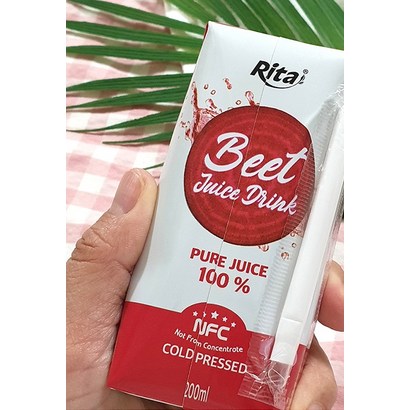 Rita®
Beet
Juice Drink
PURE JUICE
100 %
NFC
Not From Concentrate
COLD PRESSED
200ml